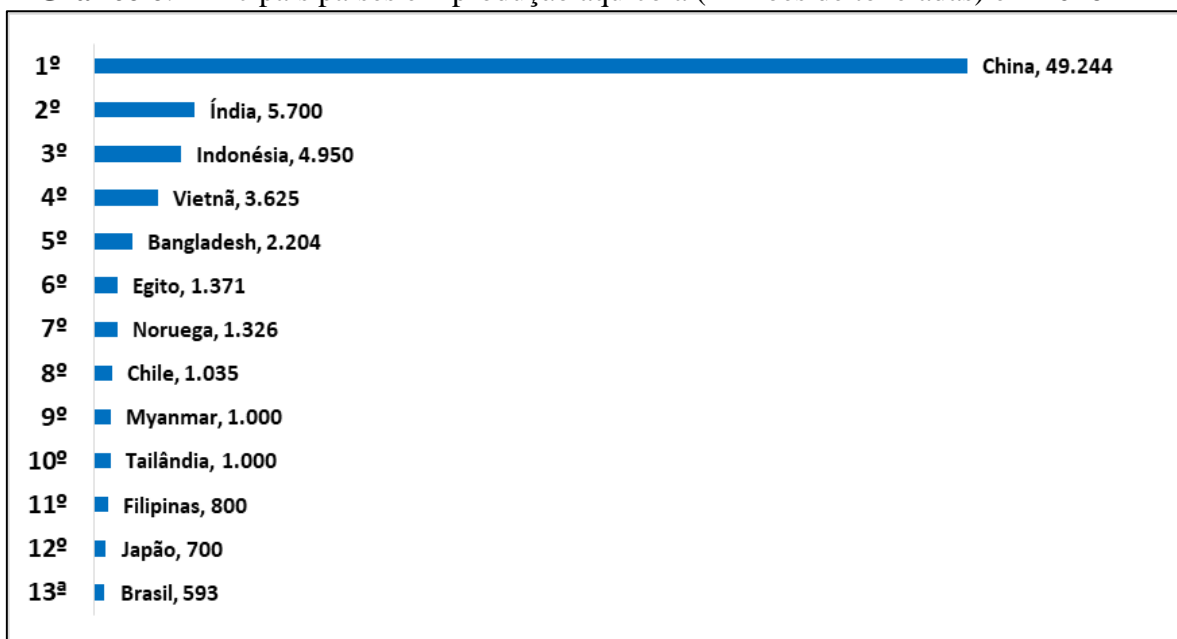 1º China, 49.244
2º Índia, 5.700
3º Indonésia, 4.950
4º Vietnã, 3.625
5º Bangladesh, 2.204
6º Egito, 1.371
7º Noruega, 1.326
8º Chile, 1.035
9º Myanmar, 1.000
10º Tailândia, 1.000
11º Filipinas, 800
12º Japão, 700
13ª Brasil, 593